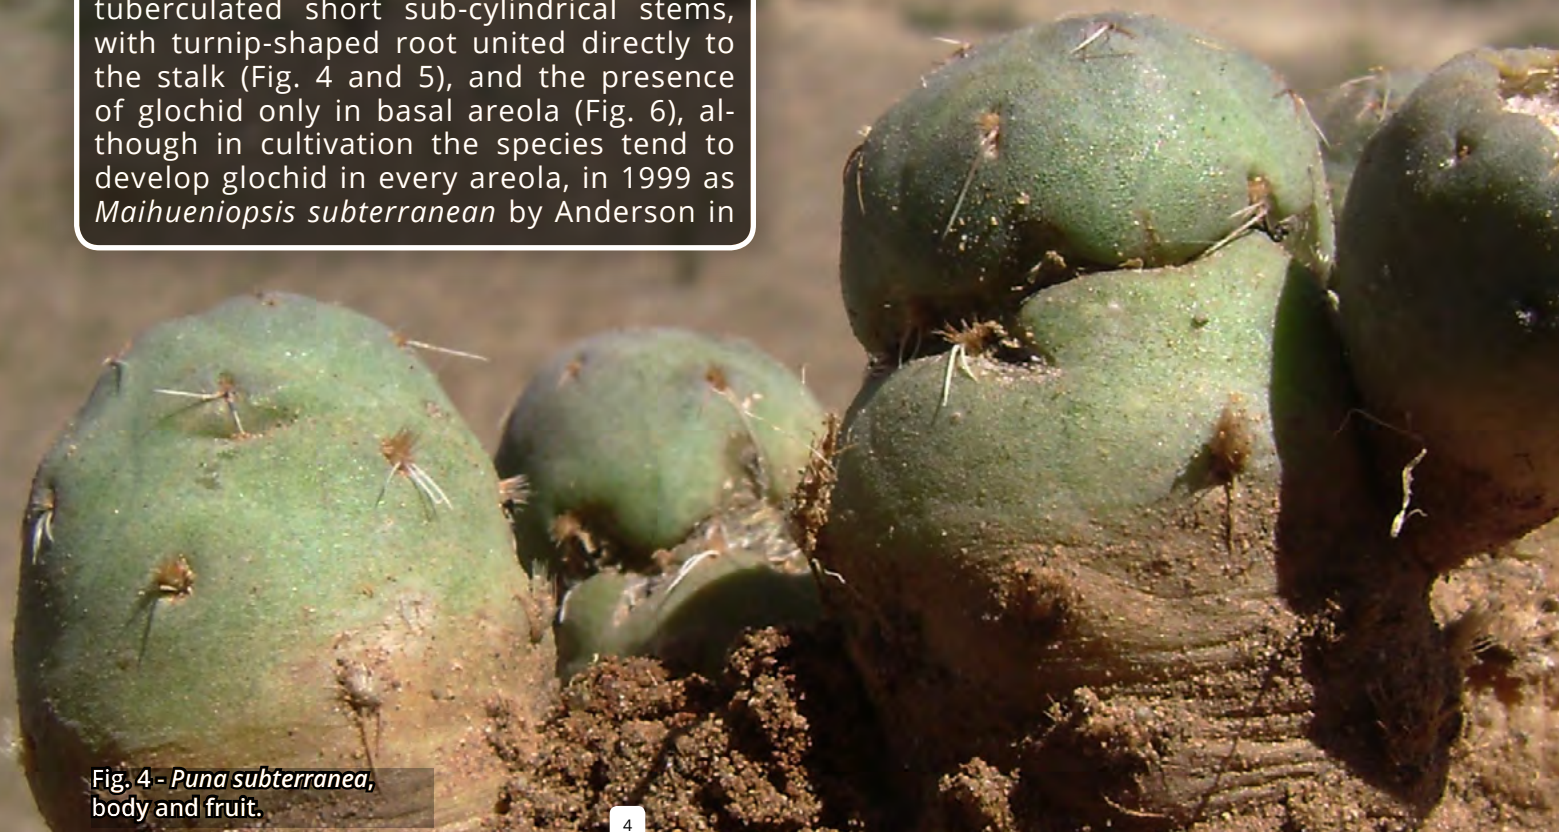 tuberculated short sub-cylindrical stems,
with turnip-shaped root united directly to
the stalk (Fig. 4 and 5), and the presence
of glochid only in basal areola (Fig. 6), al-
though in cultivation the species tend to
develop glochid in every areola, in 1999 as
Maihueniopsis subterranean by Anderson in
Fig. 4 - Puna subterranea,
body and fruit.
4